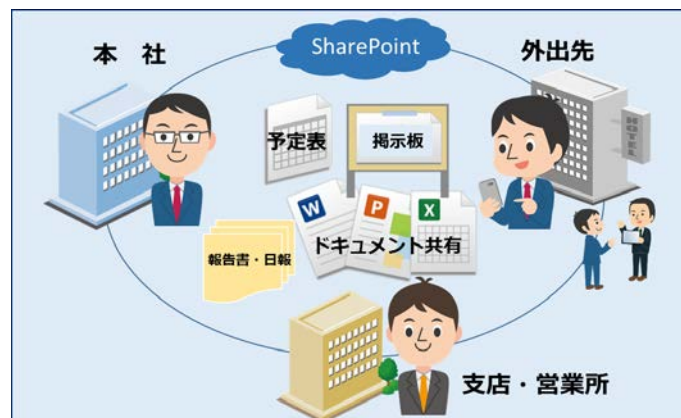 SharePoint
本　社
外出先
予定表
掲示板
HOTEL
W
P
X
ドキュメント共有
報告書・日報
支店・営業所